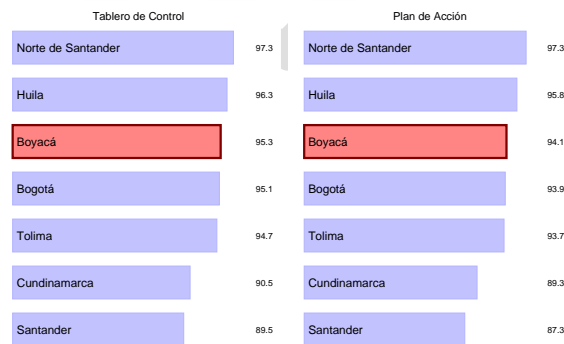 Tablero de Control
Norte de Santander 97.3
Huila 96.3
Boyacá 95.3
Bogotá 95.1
Tolima 94.7
Cundinamarca 90.5
Santander 89.5
Plan de Acción
Norte de Santander 97.3
Huila 95.8
Boyacá 94.1
Bogotá 93.9
Tolima 93.7
Cundinamarca 89.3
Santander 87.3